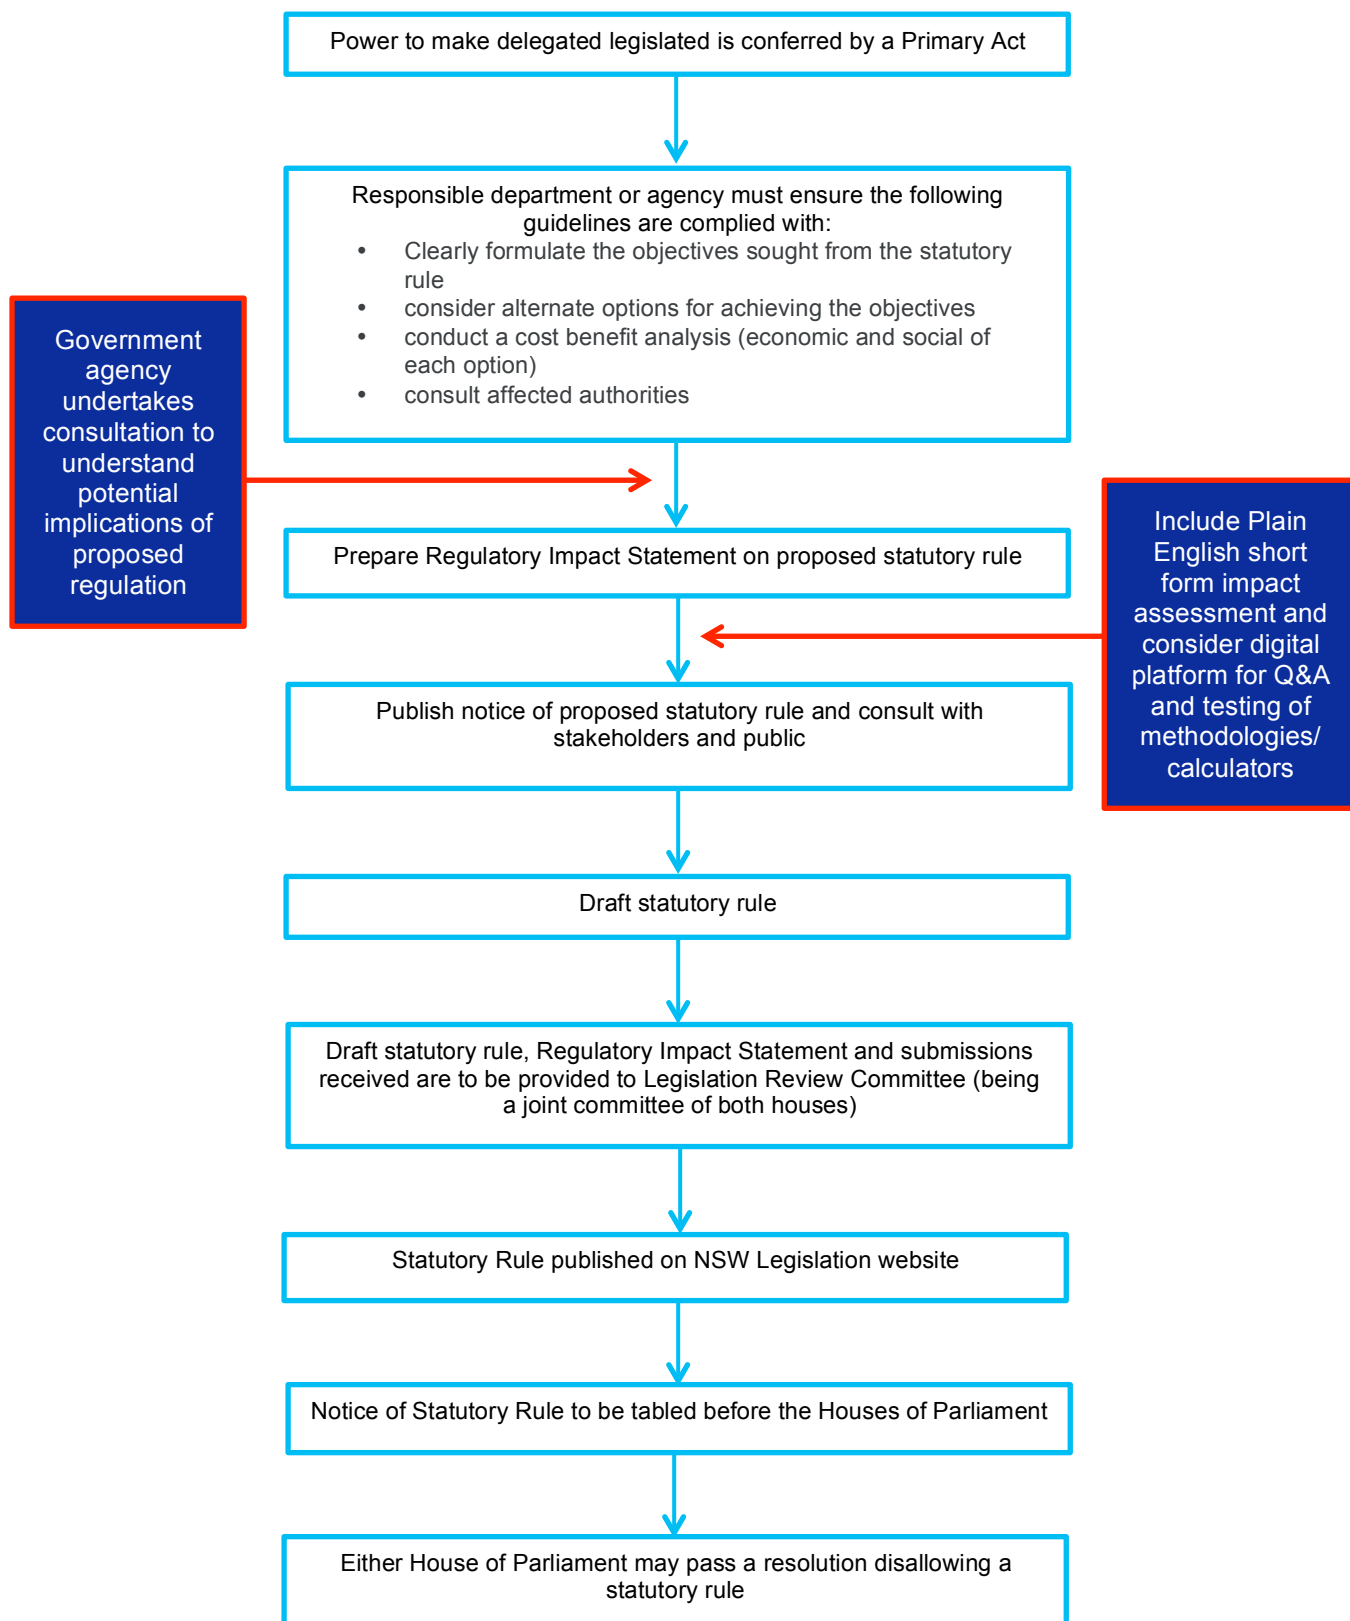 Power to make delegated legislated is conferred by a Primary Act
Responsible department or agency must ensure the following
guidelines are complied with:
• Clearly formulate the objectives sought from the statutory
rule
• consider alternate options for achieving the objectives
• conduct a cost benefit analysis (economic and social of
each option)
• consult affected authorities
Government
agency
undertakes
consultation to
understand
potential
implications of
proposed
regulation
Prepare Regulatory Impact Statement on proposed statutory rule
Include Plain
English short
form impact
assessment and
consider digital
platform for Q&A
and testing of
methodologies/
calculators
Publish notice of proposed statutory rule and consult with
stakeholders and public
Draft statutory rule
Draft statutory rule, Regulatory Impact Statement and submissions
received are to be provided to Legislation Review Committee (being
a joint committee of both houses)
Statutory Rule published on NSW Legislation website
Notice of Statutory Rule to be tabled before the Houses of Parliament
Either House of Parliament may pass a resolution disallowing a
statutory rule